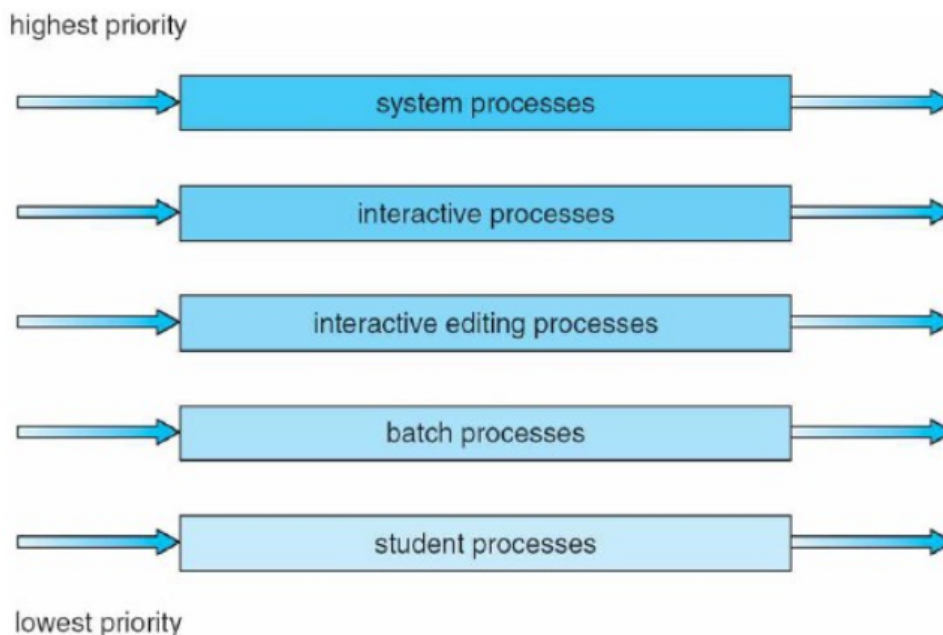 highest priority
system processes
interactive processes
interactive editing processes
batch processes
student processes
lowest priority